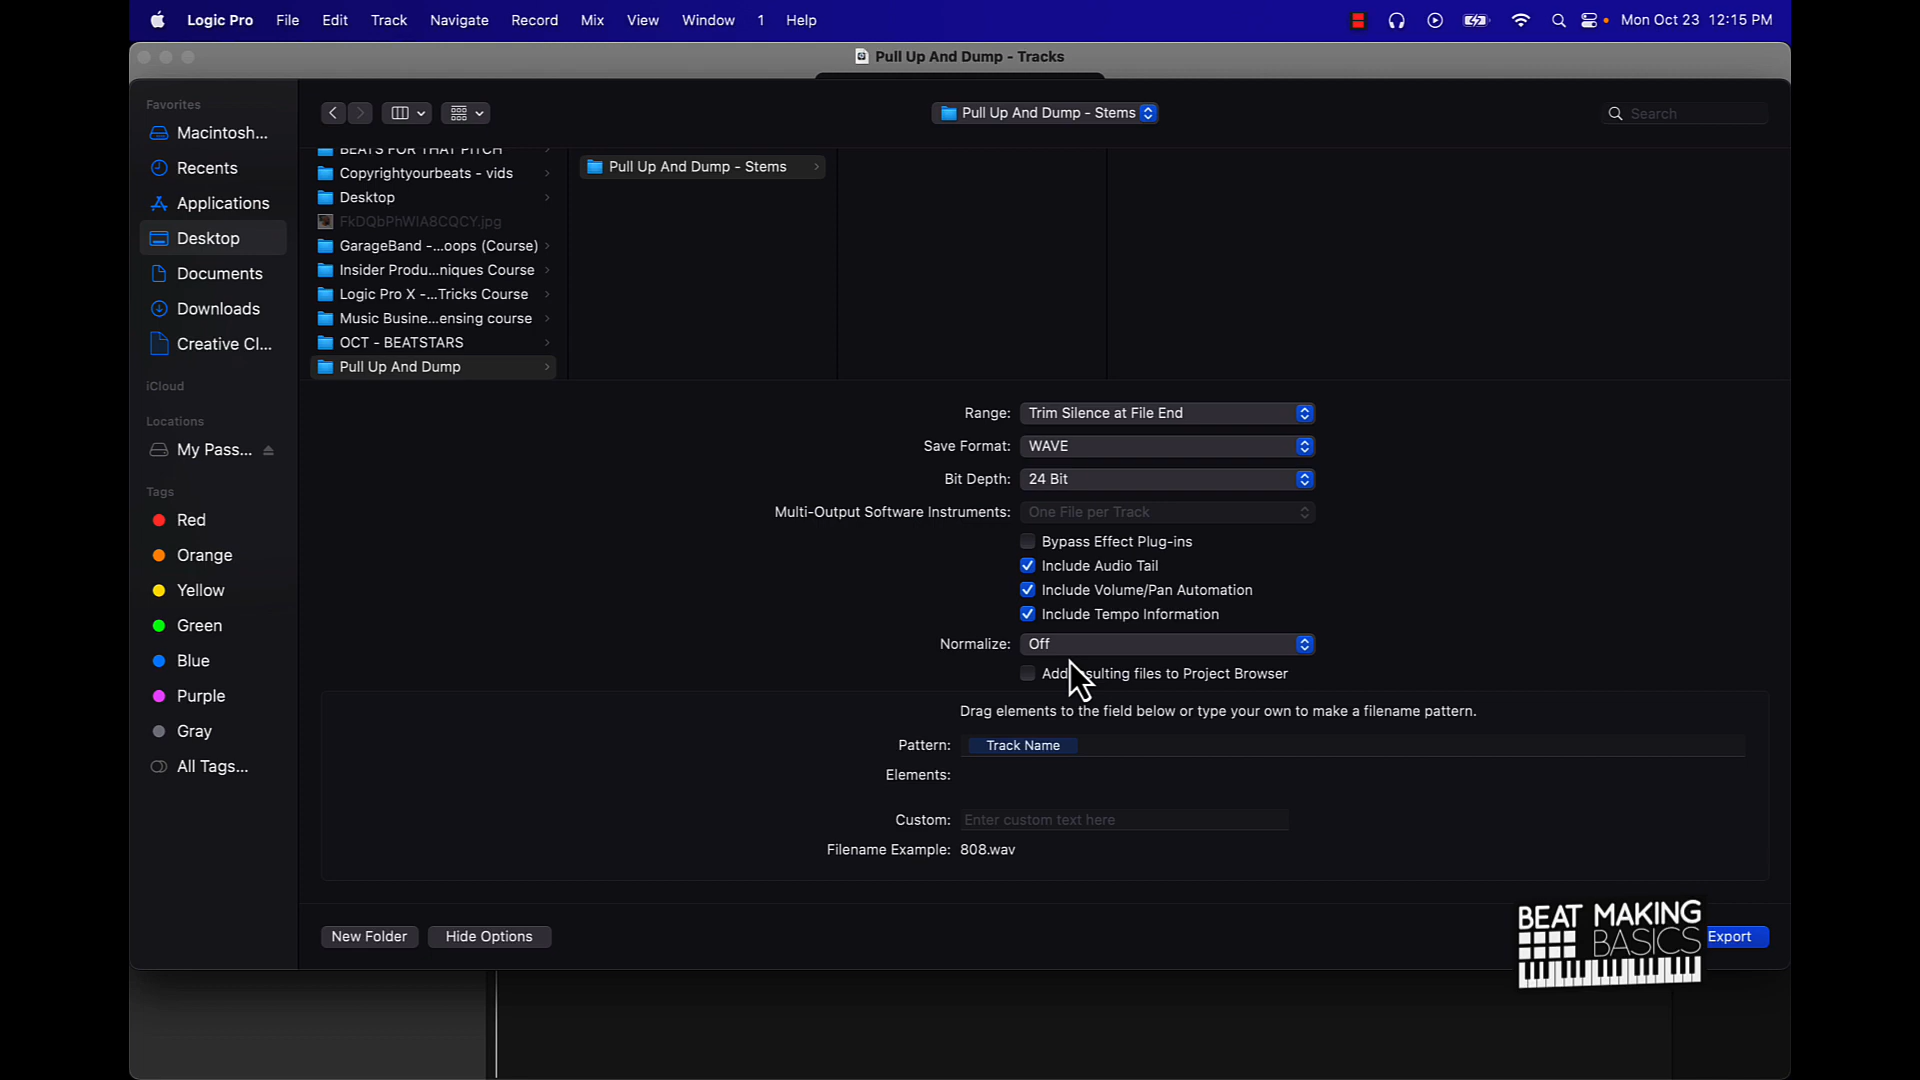 Logic Pro File Edit Track Navigate Record Mix View Window 1 Help Mon Oct 23 12:15 PM
Pull Up And Dump - Tracks
Favorites
Macintosh...
Recents
Applications
Desktop
Documents
Downloads
Creative Cl...
iCloud
Locations
My Pass...
Tags
Red
Orange
Yellow
Green
Blue
Purple
Gray
All Tags...
Pull Up And Dump - Stems
Search
BEATS FOR THAT PITCH
Copyrightyourbeats - vids
Desktop
FkDQbPhWIA8CQCY.jpg
GarageBand -...oops (Course)
Insider Produ...niques Course
Logic Pro X -...Tricks Course
Music Busine...ensing course
OCT - BEATSTARS
Pull Up And Dump
Pull Up And Dump - Stems
Range: Trim Silence at File End
Save Format: WAVE
Bit Depth: 24 Bit
Multi-Output Software Instruments: One File per Track
Bypass Effect Plug-ins
Include Audio Tail
Include Volume/Pan Automation
Include Tempo Information
Normalize: Off
Add sulting files to Project Browser
Drag elements to the field below or type your own to make a filename pattern.
Pattern: Track Name
Elements:
Custom: Enter custom text here
Filename Example: 808.wav
New Folder Hide Options Export
BEAT MAKING
BASICS